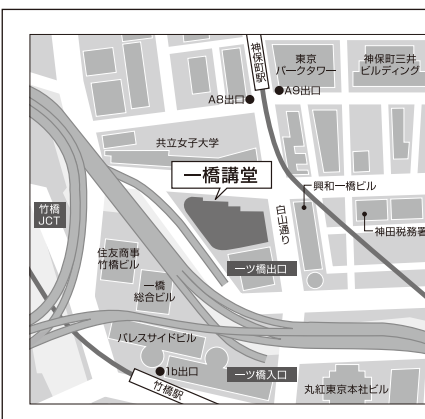 神保町駅
東京
パークタワー
神保町三井
ビルディング
A8出口
A9出口
共立女子大学
一橋講堂
興和一橋ビル
白山通り
竹橋
JCT
神田税務署
住友商事
竹橋ビル
一ツ橋出口
一橋
総合ビル
パレスサイドビル
1b出口
竹橋駅
一ツ橋入口
丸紅東京本社ビル